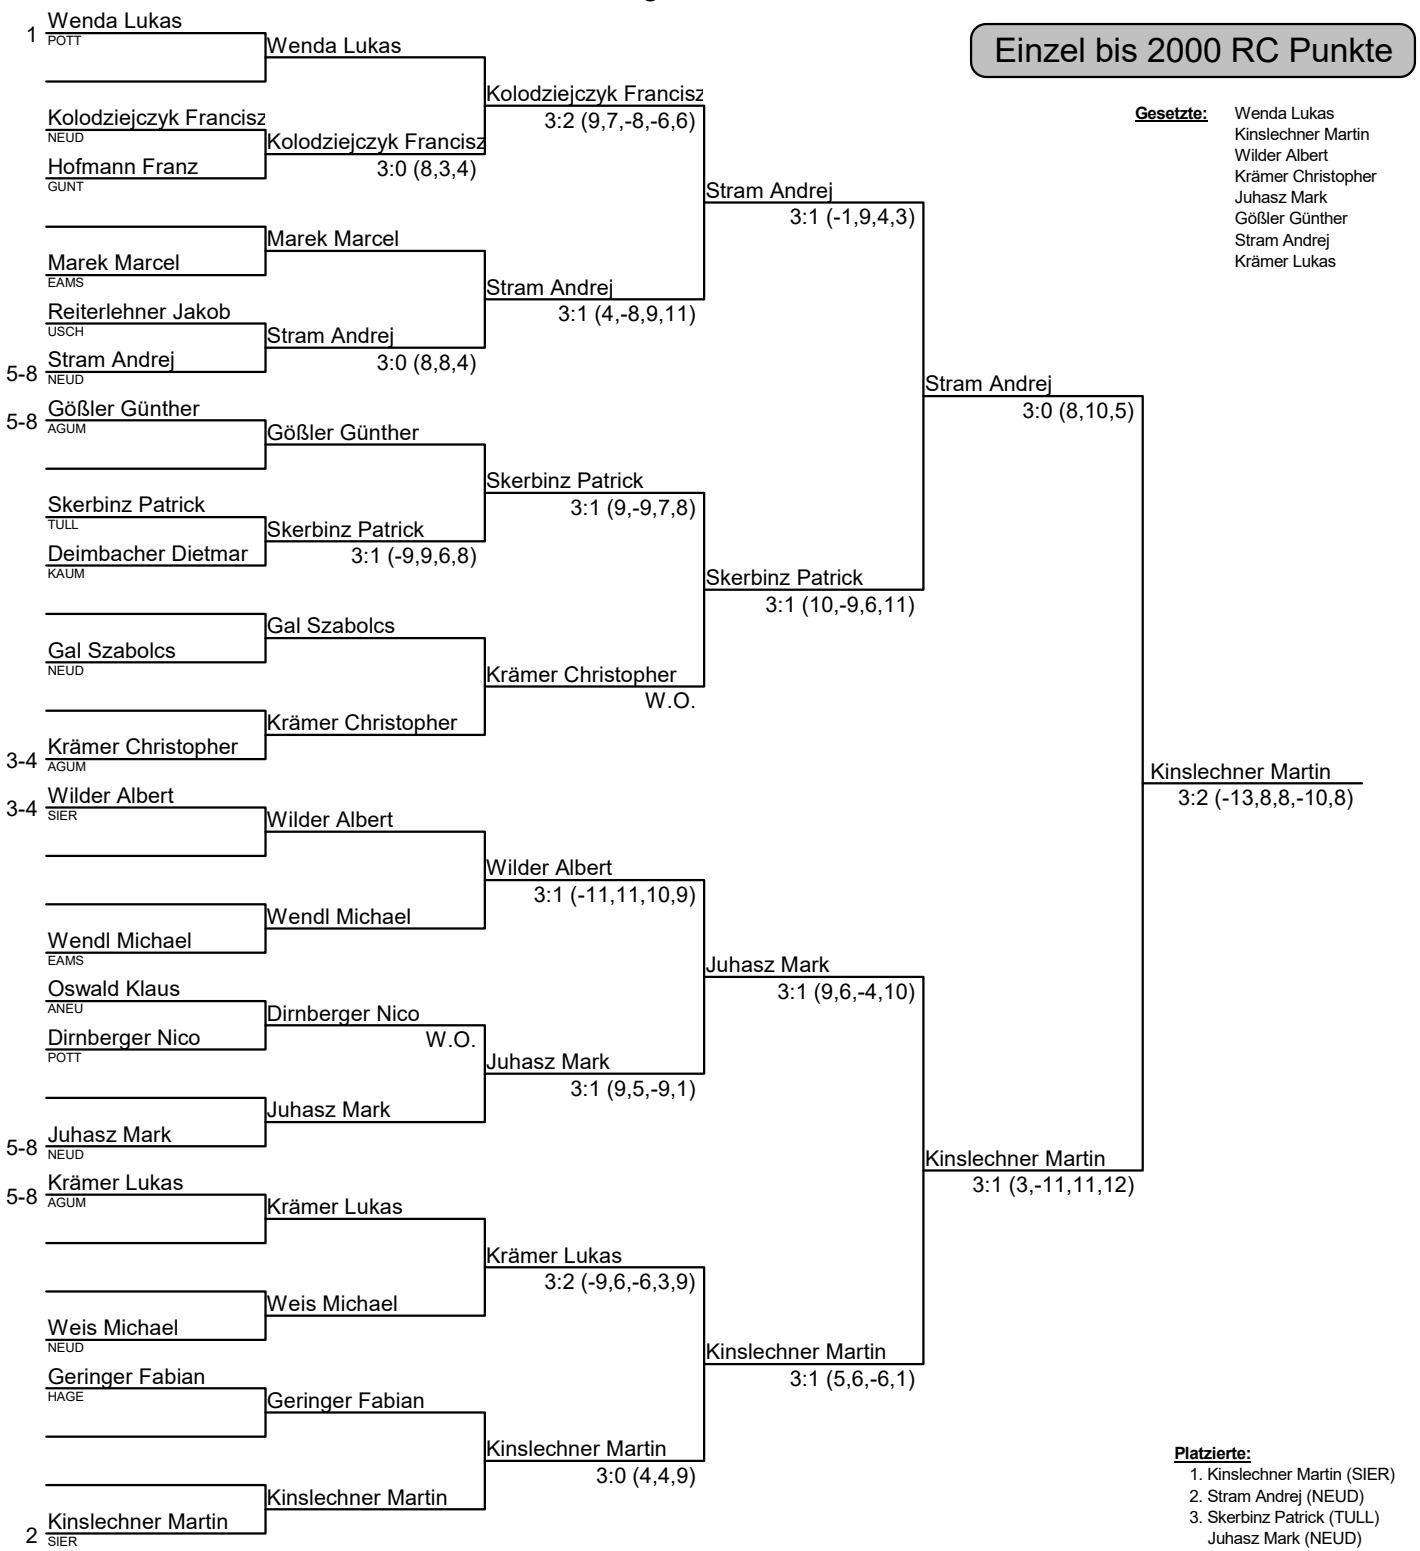 Einzel bis 2000 RC Punkte
Gesetzte:
Wenda Lukas
Kinslechner Martin
Wilder Albert
Krämer Christopher
Juhasz Mark
Gößler Günther
Stram Andrej
Krämer Lukas
1
Wenda Lukas
POTT
Kolodziejczyk Francisz
NEUD
Hofmann Franz
GUNT
Marek Marcel
EAMS
Reiterlehner Jakob
USCH
5-8
Stram Andrej
NEUD
5-8
Gößler Günther
AGUM
Skerbinz Patrick
TULL
Deimbacher Dietmar
KAUM
Gal Szabolcs
NEUD
3-4
Krämer Christopher
AGUM
3-4
Wilder Albert
SIER
Wendl Michael
EAMS
Oswald Klaus
ANEU
Dirnberger Nico
POTT
5-8
Juhasz Mark
NEUD
5-8
Krämer Lukas
AGUM
Weis Michael
NEUD
Geringer Fabian
HAGE
2
Kinslechner Martin
SIER
Wenda Lukas
Kolodziejczyk Francisz
3:0 (8,3,4)
Marek Marcel
Stram Andrej
3:0 (8,8,4)
Gößler Günther
Skerbinz Patrick
3:1 (-9,9,6,8)
Gal Szabolcs
Krämer Christopher
Wilder Albert
Wendl Michael
Dirnberger Nico
W.O.
Juhasz Mark
Krämer Lukas
Weis Michael
Geringer Fabian
Kinslechner Martin
Kolodziejczyk Francisz
3:2 (9,7,-8,-6,6)
Stram Andrej
3:1 (4,-8,9,11)
Skerbinz Patrick
3:1 (9,-9,7,8)
Krämer Christopher
W.O.
Wilder Albert
3:1 (-11,11,10,9)
Juhasz Mark
3:1 (9,5,-9,1)
Krämer Lukas
3:2 (-9,6,-6,3,9)
Kinslechner Martin
3:0 (4,4,9)
Stram Andrej
3:1 (-1,9,4,3)
Skerbinz Patrick
3:1 (10,-9,6,11)
Juhasz Mark
3:1 (9,6,-4,10)
Kinslechner Martin
3:1 (5,6,-6,1)
Stram Andrej
3:0 (8,10,5)
Kinslechner Martin
3:1 (3,-11,11,12)
Kinslechner Martin
3:2 (-13,8,8,-10,8)
Platzierte:
1. Kinslechner Martin (SIER)
2. Stram Andrej (NEUD)
3. Skerbinz Patrick (TULL)
Juhasz Mark (NEUD)